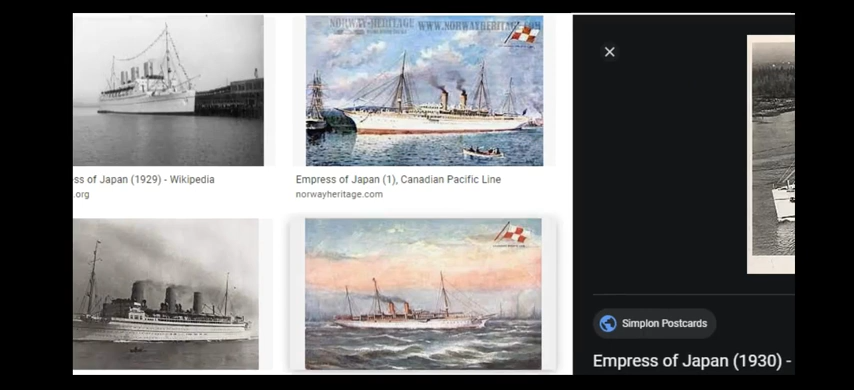 NORWAY-HERITAGE WWW.NORWAYHERITAGE.COM
ss of Japan (1929) - Wikipedia
.org
Empress of Japan (1), Canadian Pacific Line
norwayheritage.com
Simplon Postcards
Empress of Japan (1930) -